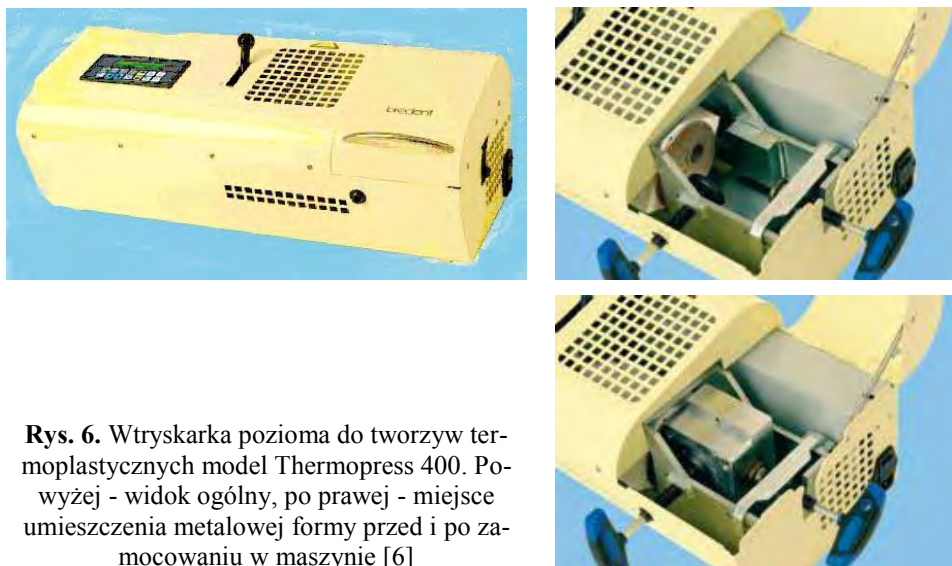 bredent
Rys. 6. Wtryskarka pozioma do tworzyw ter-
moplastycznych model Thermopress 400. Po-
wyżej - widok ogólny, po prawej - miejsce
umieszczenia metalowej formy przed i po za-
mocowaniu w maszynie [6]